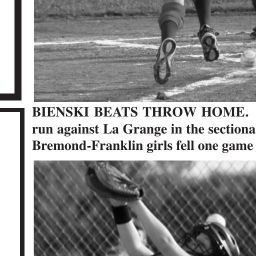 BIENSKI BEATS THROW HOME.
run against La Grange in the sectiona
Bremond-Franklin girls fell one game